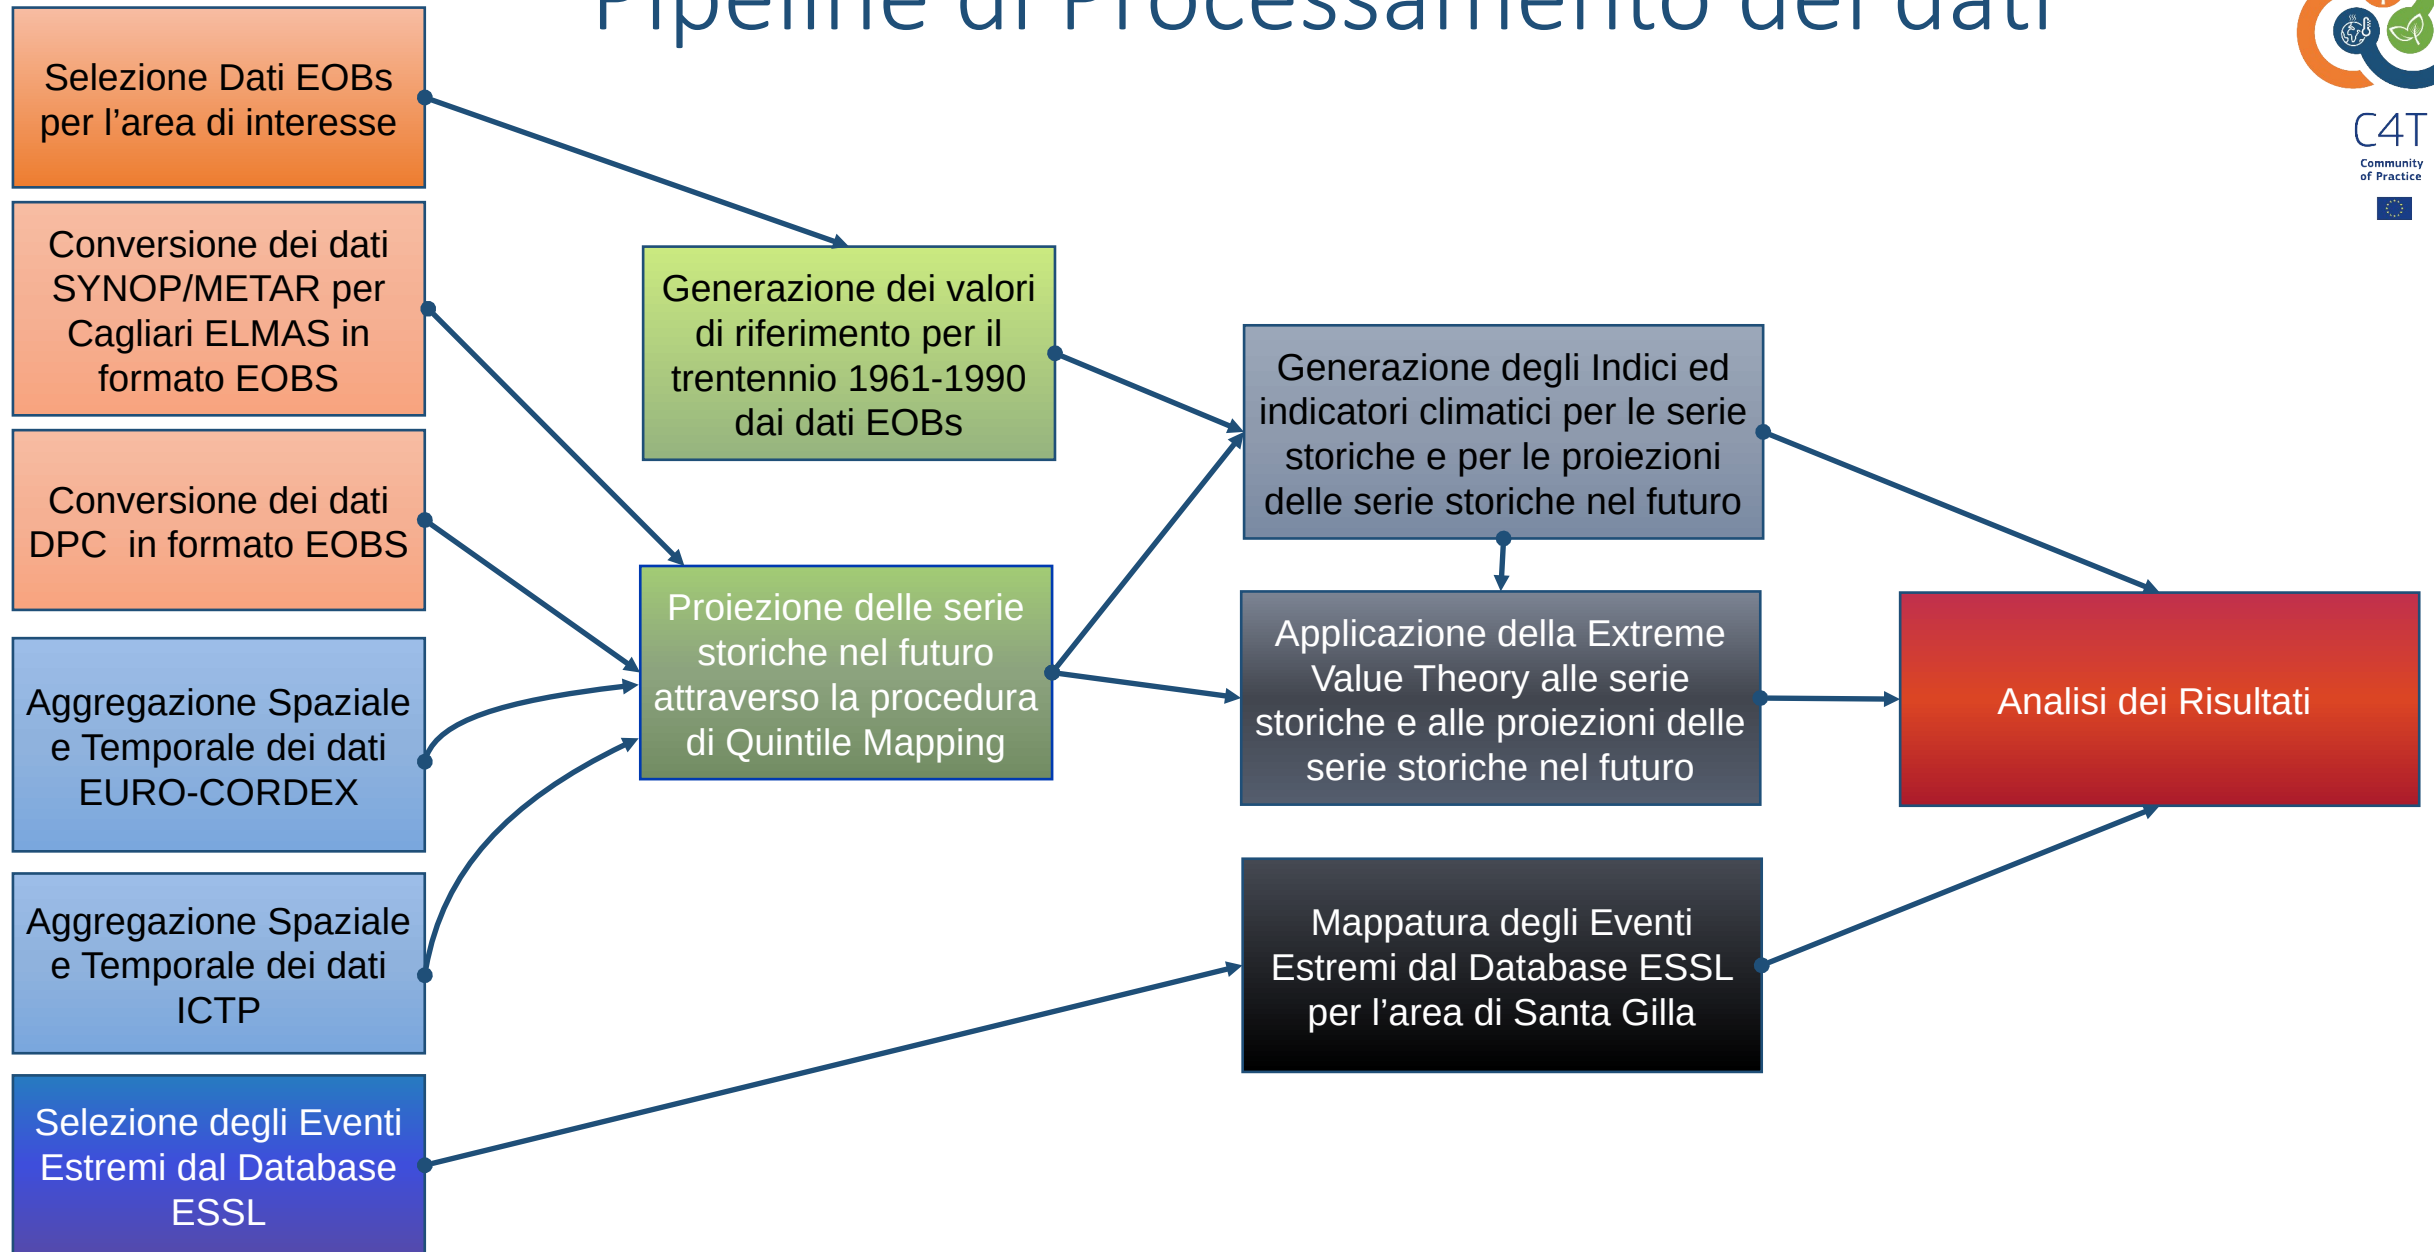 Pipeline di Processamento dei dati
C4T
Community
of Practice
Selezione Dati EOBs
per l’area di interesse
Conversione dei dati
SYNOP/METAR per
Cagliari ELMAS in
formato EOBS
Conversione dei dati
DPC  in formato EOBS
Aggregazione Spaziale
e Temporale dei dati
EURO-CORDEX
Aggregazione Spaziale
e Temporale dei dati
ICTP
Selezione degli Eventi
Estremi dal Database
ESSL
Generazione dei valori
di riferimento per il
trentennio 1961-1990
dai dati EOBs
Proiezione delle serie
storiche nel futuro
attraverso la procedura
di Quintile Mapping
Generazione degli Indici ed
indicatori climatici per le serie
storiche e per le proiezioni
delle serie storiche nel futuro
Applicazione della Extreme
Value Theory alle serie
storiche e alle proiezioni delle
serie storiche nel futuro
Mappatura degli Eventi
Estremi dal Database ESSL
per l’area di Santa Gilla
Analisi dei Risultati